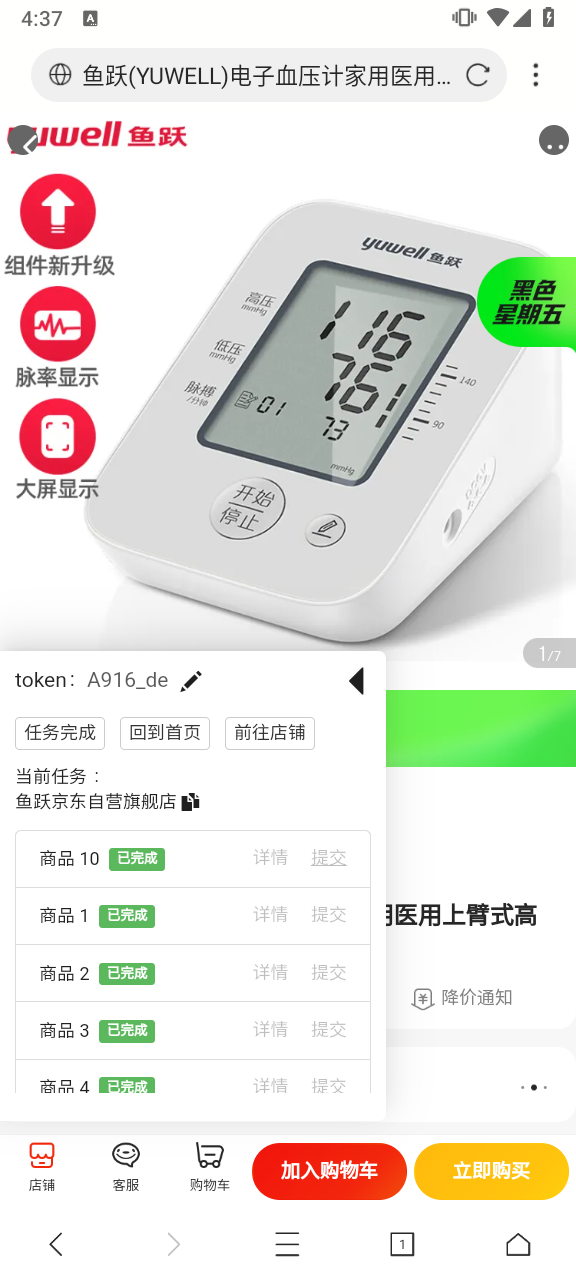 4:37
A
鱼跃(YUWELL)电子血压计家用医用...
yuwell 鱼跃
组件新升级
脉率显示
大屏显示
yuwell 鱼跃
高压
mmHg
116
低压
mmHg
761
脉搏
/分钟
01
73
mmHg
140
90
开始
停止
黑色
星期五
1/7
token: A916_de
任务完成 回到首页 前往店铺
当前任务：
鱼跃京东自营旗舰店
商品 10 已完成 详情 提交
商品 1 已完成 详情 提交
商品 2 已完成 详情 提交
商品 3 已完成 详情 提交
商品 4 已完成 详情 提交
用医用上臂式高
降价通知
店铺
客服
购物车
加入购物车
立即购买
1